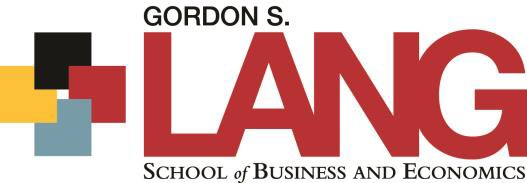 GORDON S.
LANG
SCHOOL of BUSINESS AND ECONOMICS